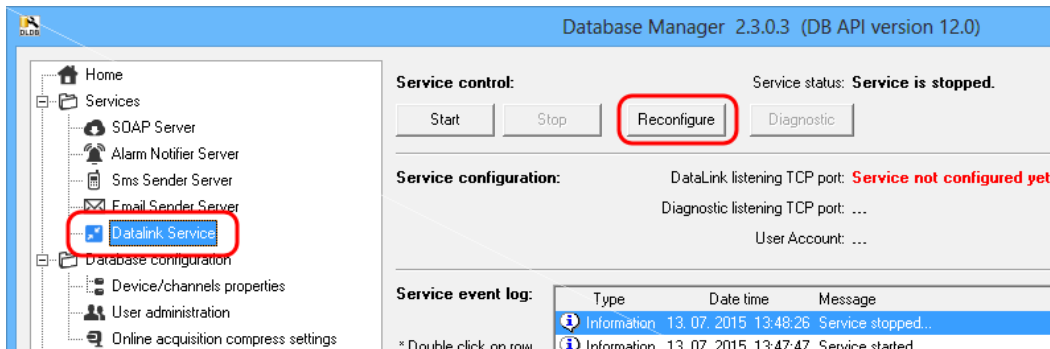 DLDB
Database Manager 2.3.0.3 (DB API version 12.0)
Home
Services
SOAP Server
Alarm Notifier Server
Sms Sender Server
Email Sender Server
Datalink Service
Database configuration
Device/channels properties
User administration
Online acquisition compress settings
Service control:
Service status: Service is stopped.
Start Stop Reconfigure Diagnostic
Service configuration:
DataLink listening TCP port: Service not configured yet
Diagnostic listening TCP port: ...
User Account: ...
Service event log:
Type Date time Message
Information 13. 07. 2015 13:48:26 Service stopped...
Information 13. 07. 2015 13:47:47 Service started
* Double click on row